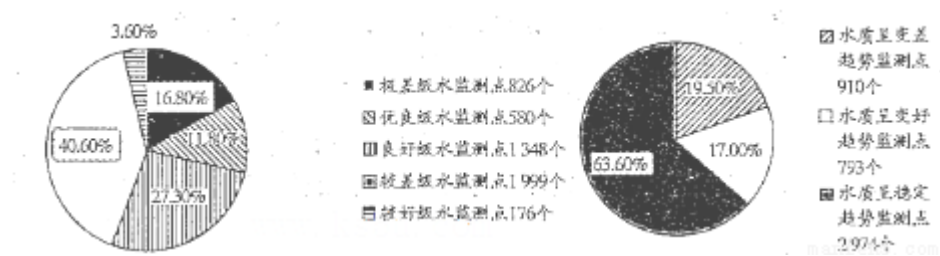 3.60%
16.80%
11.80%
40.60%
27.30%
极差级水监测点826个
优良级水监测点580个
良好级水监测点1 348个
较差级水监测点1 999个
较好级水监测点176个
19.50%
17.00%
63.60%
水质呈变差
趋势监测点
910个
水质呈变好
趋势监测点
793个
水质呈稳定
趋势监测点
2 974个